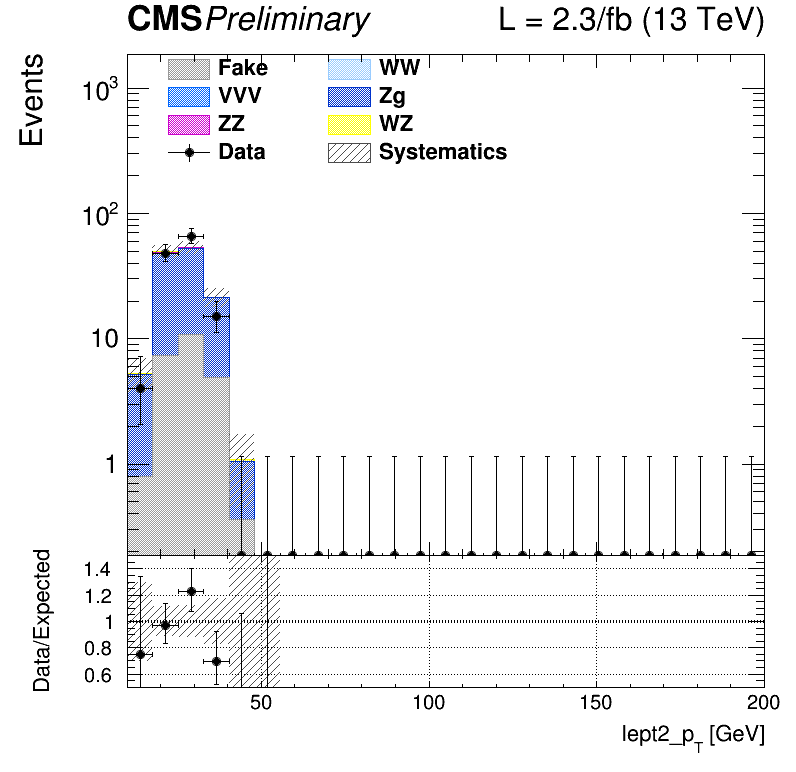 CMS Preliminary L = 2.3/fb (13 TeV)
Events
Fake WW
VVV Zg
ZZ WZ
Data Systematics
10³
10²
10
1
Data/Expected
1.4
1.2
1
0.8
0.6
50 100 150 200
lept2_p_T [GeV]